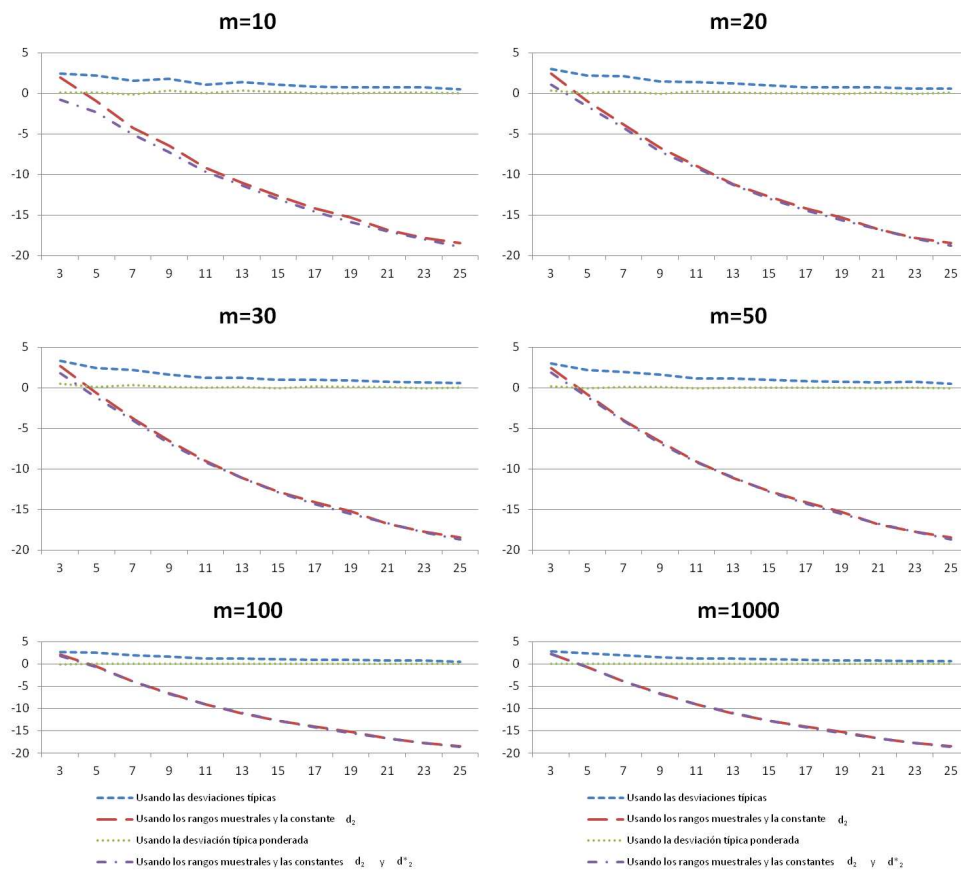 m=10
5
0
-5
-10
-15
-20
3 5 7 9 11 13 15 17 19 21 23 25
m=20
5
0
-5
-10
-15
-20
3 5 7 9 11 13 15 17 19 21 23 25
m=30
5
0
-5
-10
-15
-20
3 5 7 9 11 13 15 17 19 21 23 25
m=50
5
0
-5
-10
-15
-20
3 5 7 9 11 13 15 17 19 21 23 25
m=100
5
0
-5
-10
-15
-20
3 5 7 9 11 13 15 17 19 21 23 25
m=1000
5
0
-5
-10
-15
-20
3 5 7 9 11 13 15 17 19 21 23 25
Usando las desviaciones típicas
Usando los rangos muestrales y la constante d₂
Usando la desviación típica ponderada
Usando los rangos muestrales y las constantes d₂ y d*₂
Usando las desviaciones típicas
Usando los rangos muestrales y la constante d₂
Usando la desviación típica ponderada
Usando los rangos muestrales y las constantes d₂ y d*₂